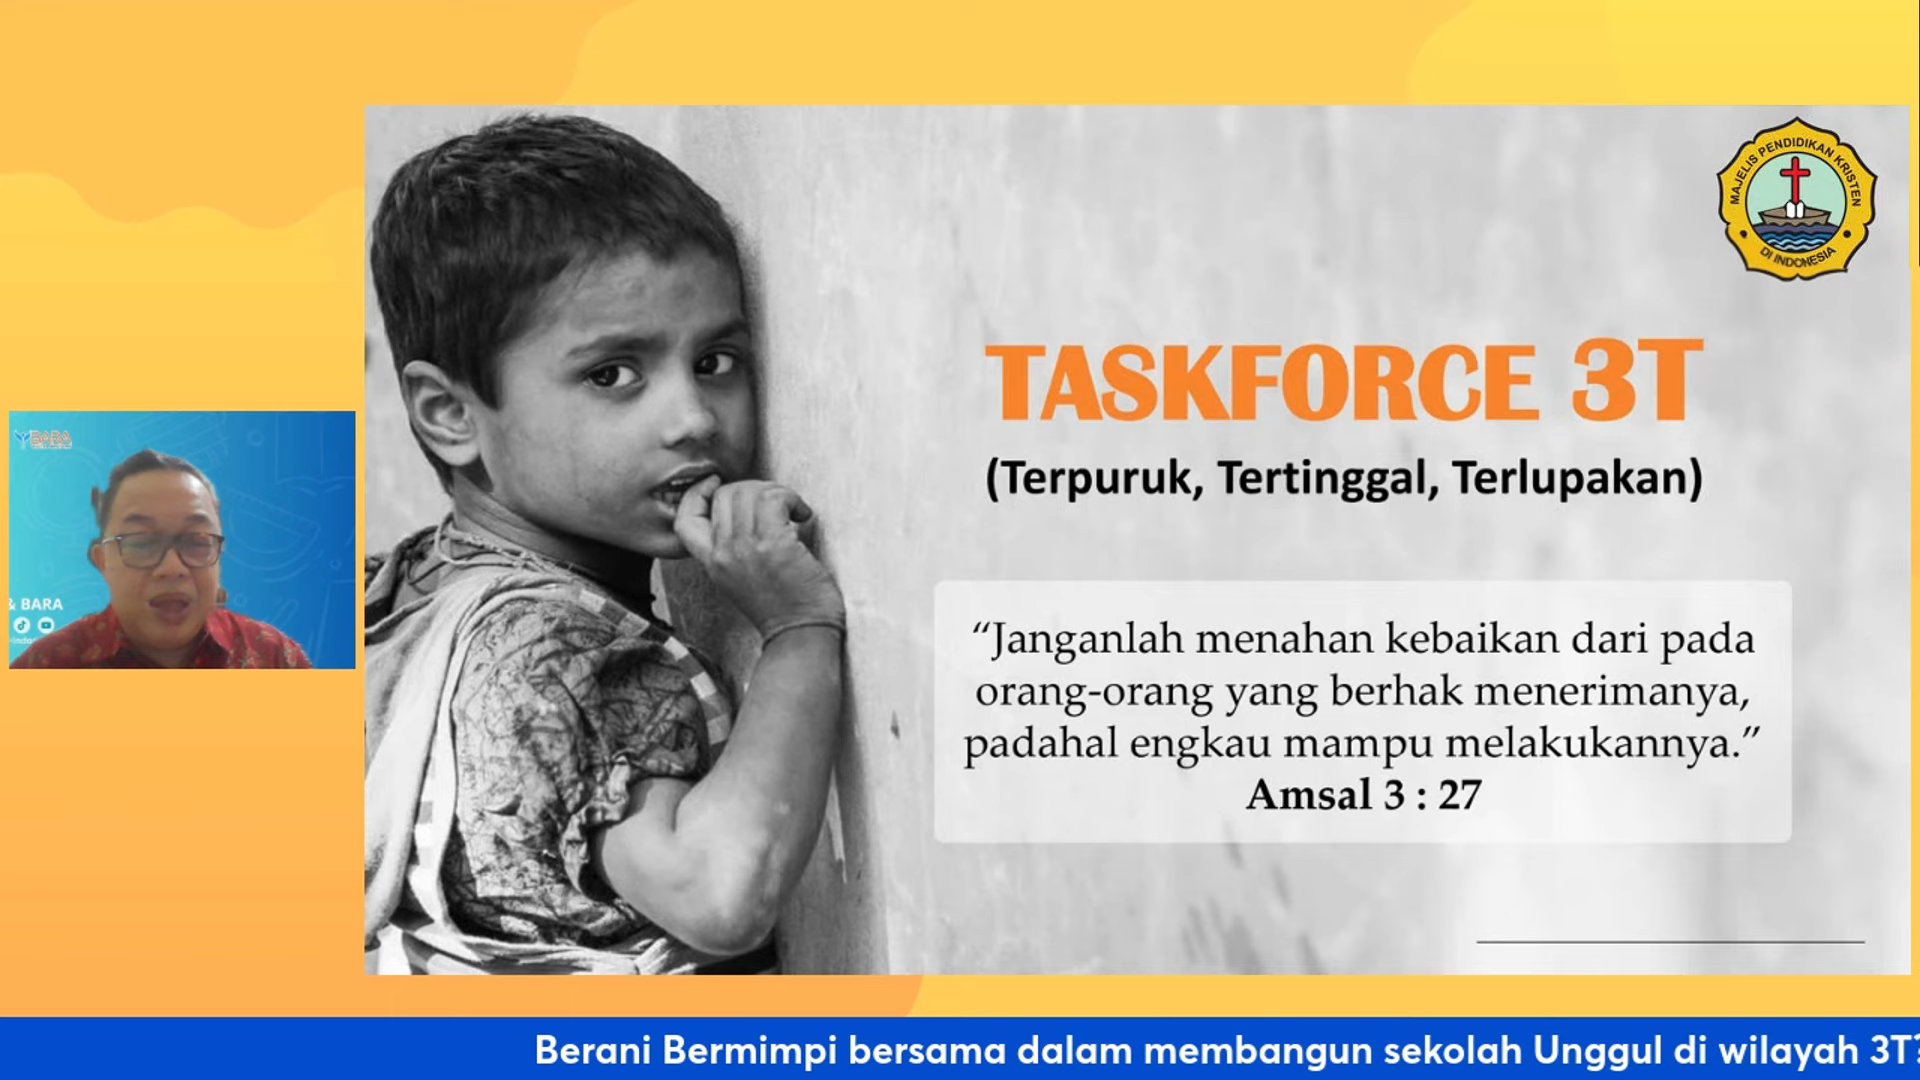 MAJELIS PENDIDIKAN KRISTEN
DI INDONESIA
TASKFORCE 3T
(Terpuruk, Tertinggal, Terlupakan)
BARA
& BARA
“Janganlah menahan kebaikan dari pada
orang-orang yang berhak menerimanya,
padahal engkau mampu melakukannya.”
Amsal 3 : 27
Berani Bermimpi bersama dalam membangun sekolah Unggul di wilayah 3T?